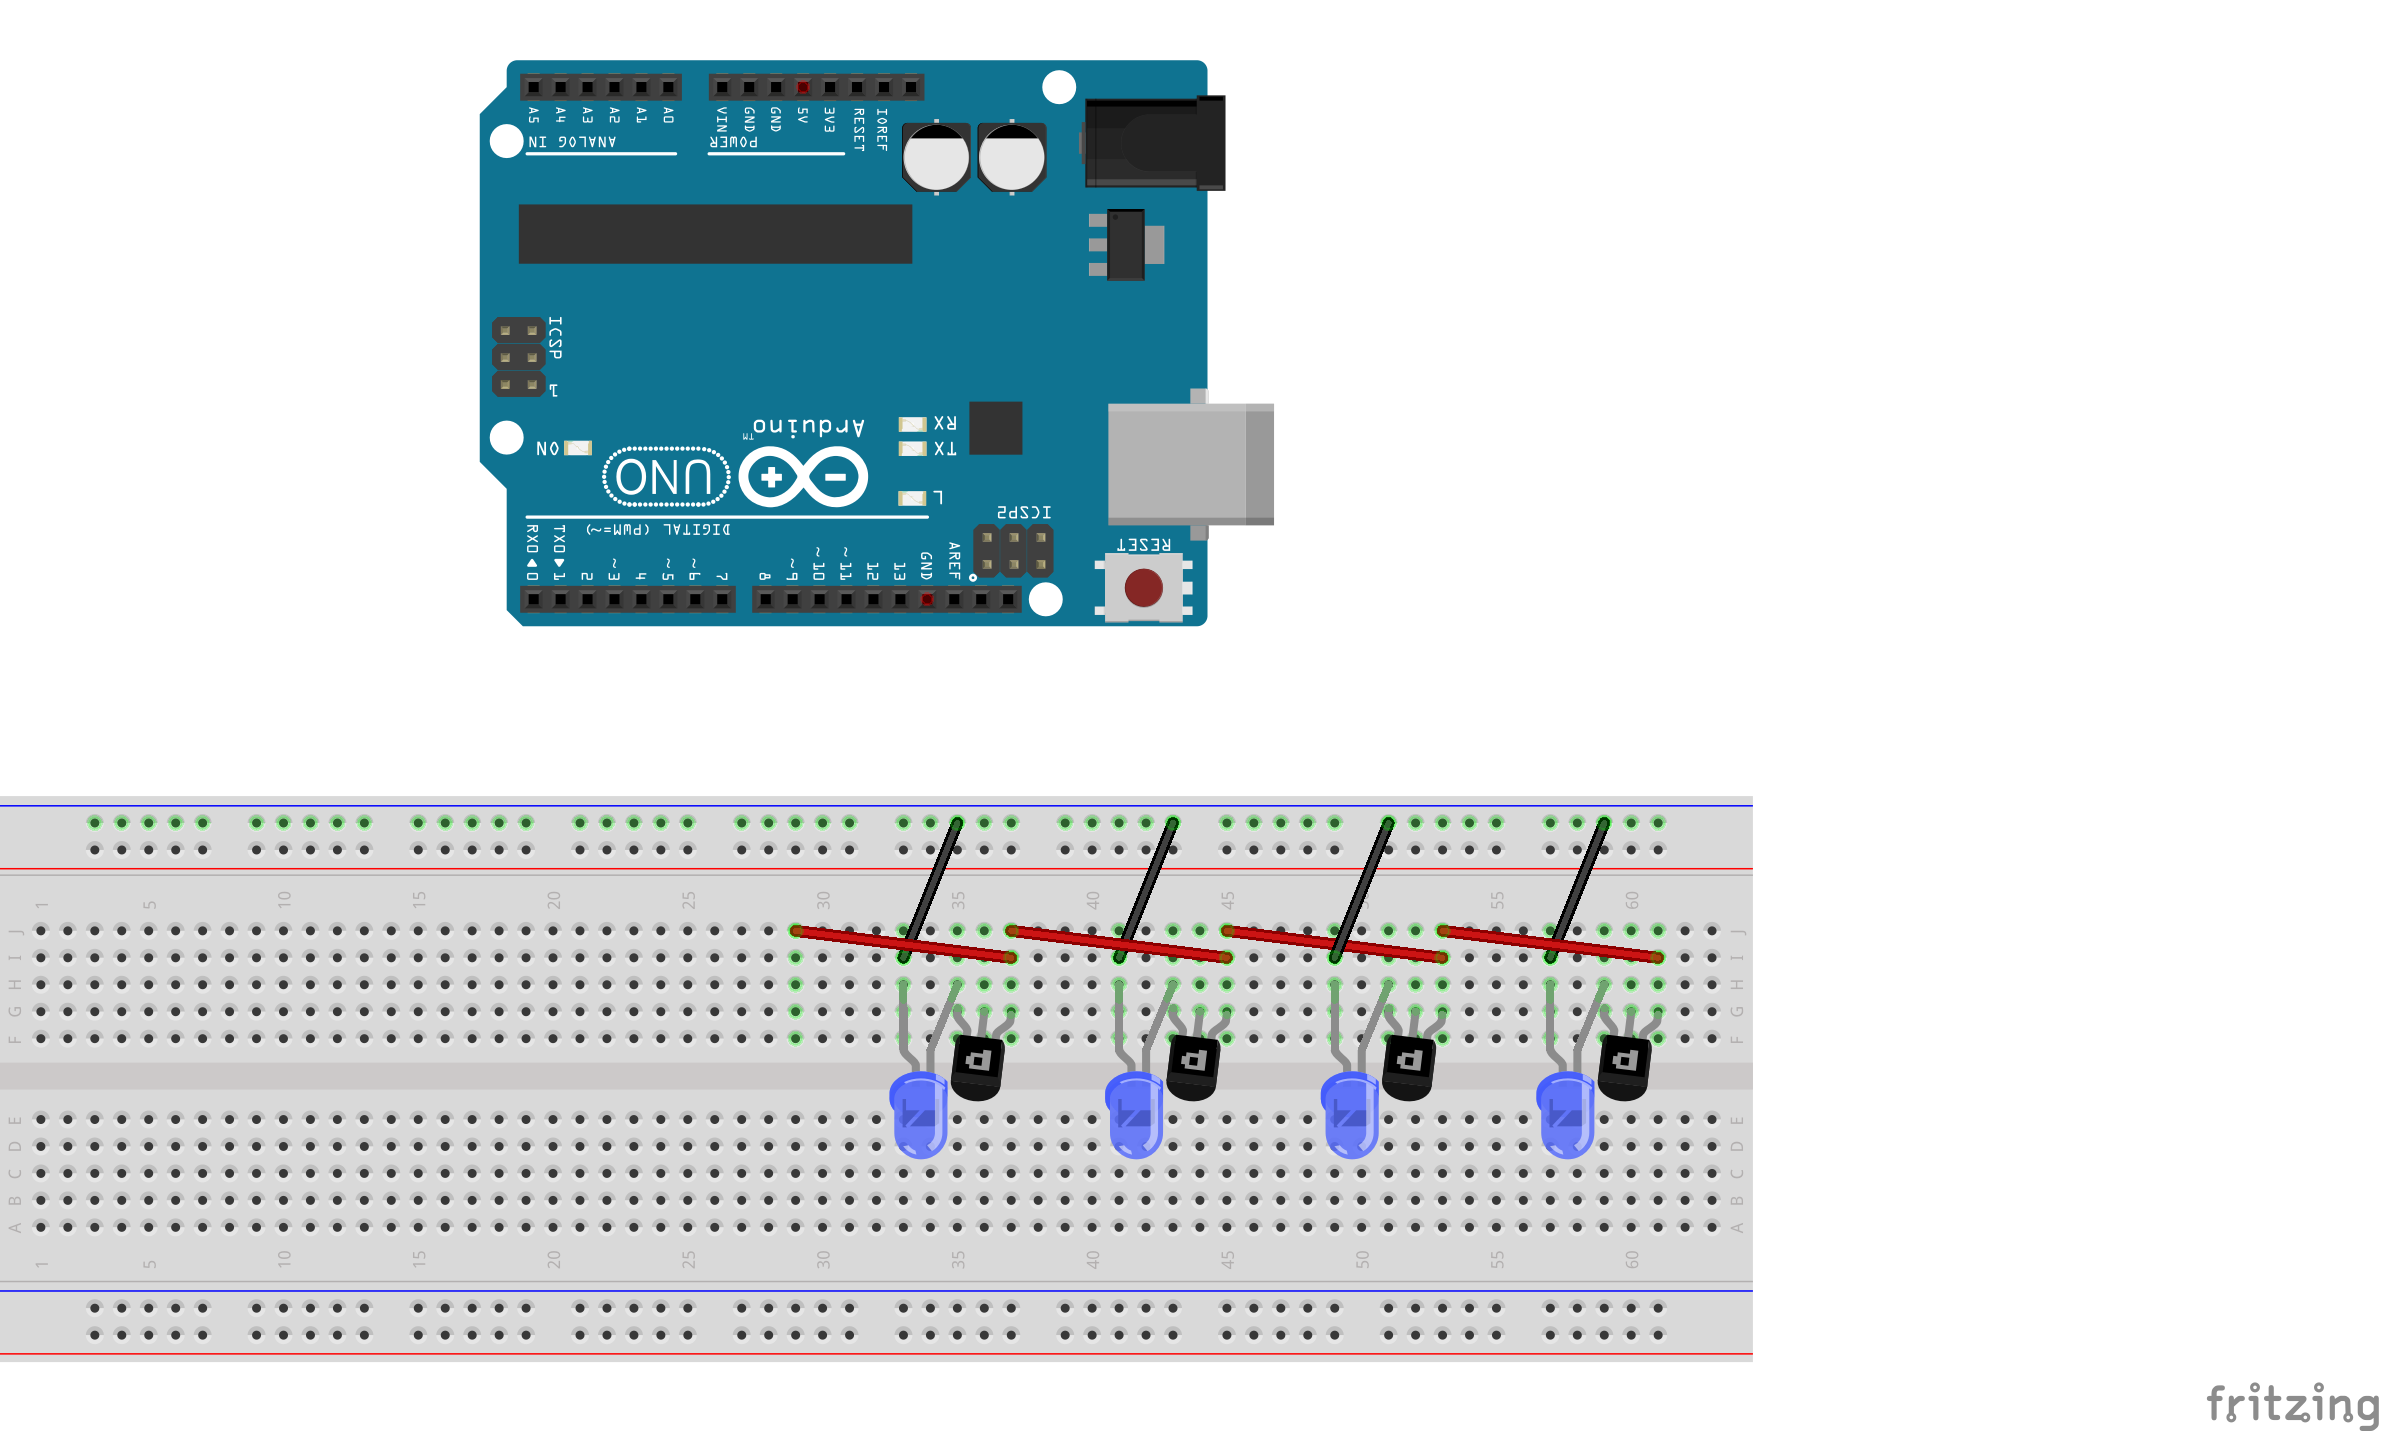 A5 A4 A3 A2 A1 A0 VIN GND GND 5V 3V3 RESET IOREF
ANALOG IN POWER
ICSP
1
RX
Arduino
TM
ON UNO TX
L
ICSP2
DIGITAL (PWM=~)
RESET
RX0 TX0
0 1 2 ~3 4 ~5 ~6 7 8 ~9 ~10 ~11 12 13 GND AREF
1 5 10 15 20 25 30 35 40 45 55 60
J J
I I
H H
G G
F F
E E
D D
C C
B B
A A
1 5 10 15 20 25 30 35 40 45 50 55 60
fritzing